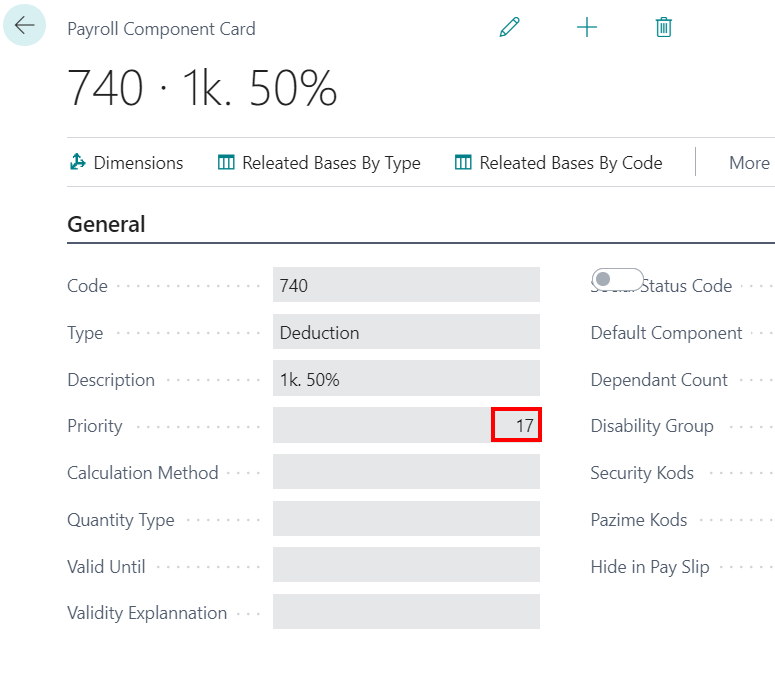 Payroll Component Card
740 · 1k. 50%
Dimensions Releated Bases By Type Releated Bases By Code More
General
Code 740 Status Code
Type Deduction Default Component
Description 1k. 50% Dependant Count
Priority 17 Disability Group
Calculation Method Security Kods
Quantity Type Pazime Kods
Valid Until Hide in Pay Slip
Validity Explannation